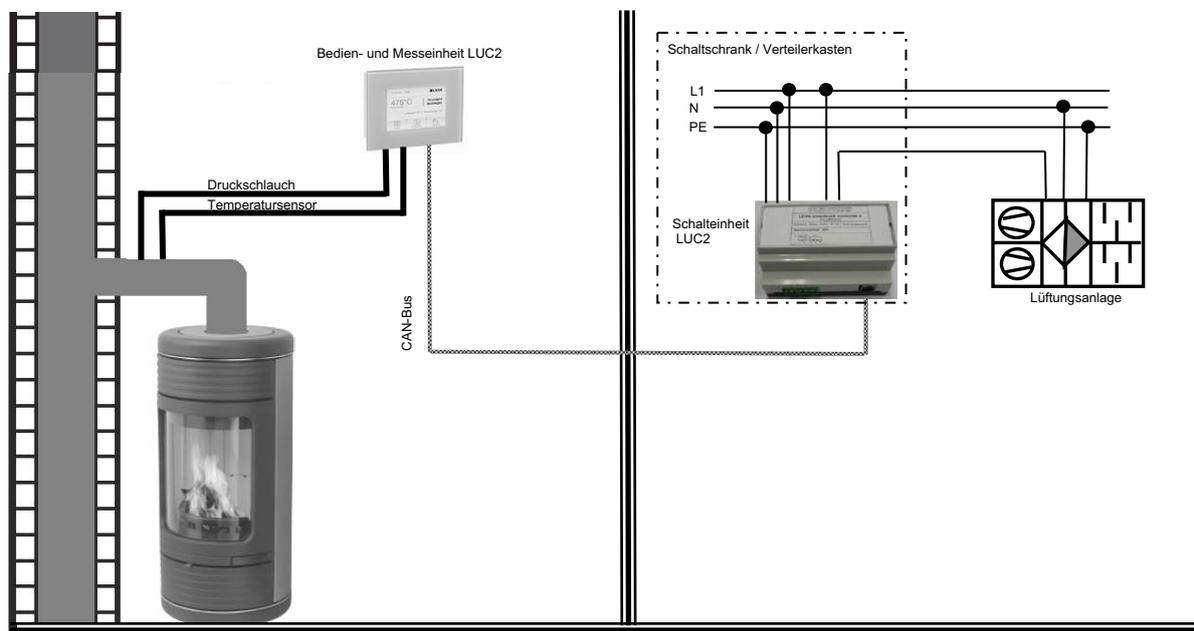 Bedien- und Messeinheit LUC2
475°C
Druckschlauch
Temperatursensor
CAN-Bus
Schaltschrank / Verteilerkasten
L1
N
PE
Schalteinheit
LUC2
Lüftungsanlage